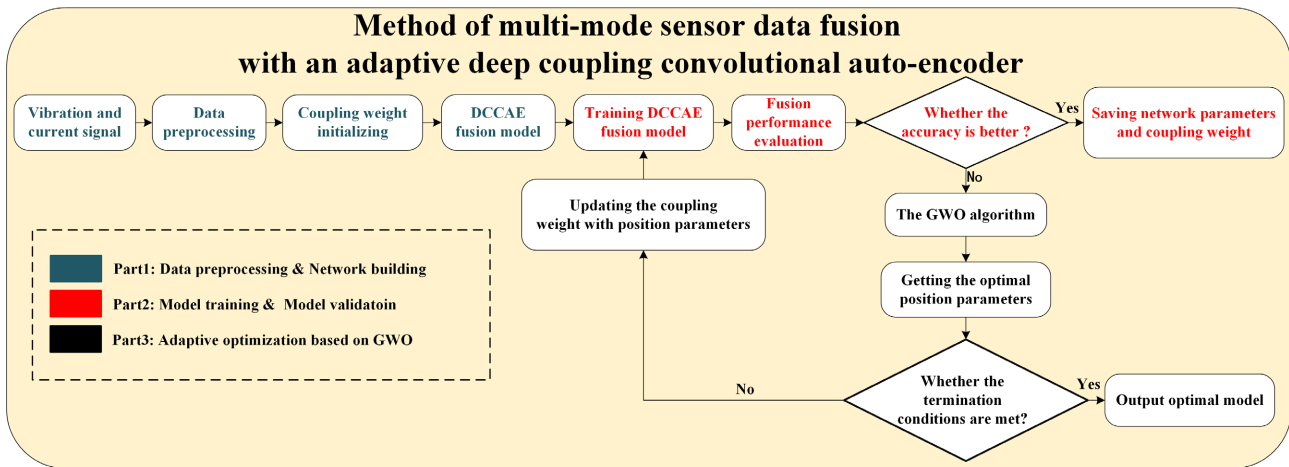 Method of multi-mode sensor data fusion
with an adaptive deep coupling convolutional auto-encoder
Vibration and
current signal
Data
preprocessing
Coupling weight
initializing
DCCAE
fusion model
Training DCCAE
fusion model
Fusion
performance
evaluation
Whether the
accuracy is better ?
Yes
Saving network parameters
and coupling weight
No
Updating the coupling
weight with position parameters
The GWO algorithm
Getting the optimal
position parameters
Part1: Data preprocessing & Network building
Part2: Model training & Model validatoin
Part3: Adaptive optimization based on GWO
No
Whether the
termination
conditions are met?
Yes
Output optimal model